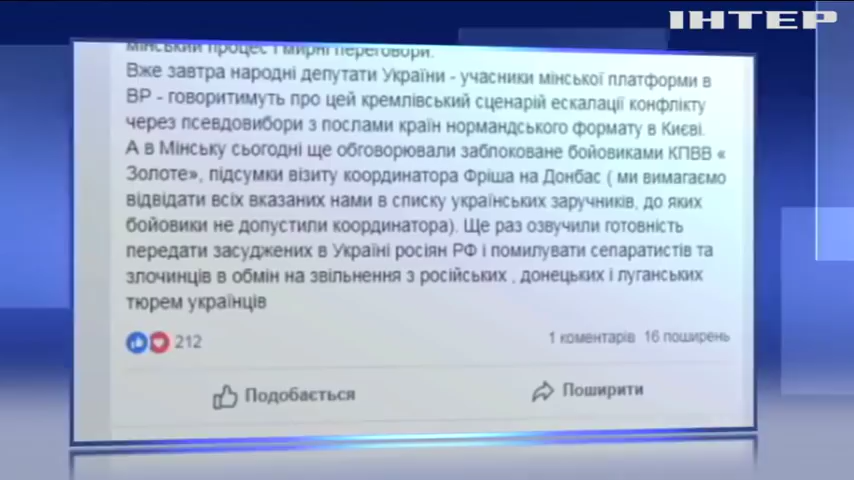 ІНТЕР
мінський процес і мирні переговори.
Вже завтра народні депутати України - учасники мінської платформи в
ВР - говоритимуть про цей кремлівський сценарій ескалації конфлікту
через псевдовибори з послами країн нормандського формату в Києві.
А в Мінську сьогодні ще обговорювали заблоковане бойовиками КПВВ «
Золоте», підсумки візиту координатора Фріша на Донбас ( ми вимагаємо
відвідати всіх вказаних нами в списку українських заручників, до яких
бойовики не допустили координатора). Ще раз озвучили готовність
передати засуджених в Україні росіян РФ і помилувати сепаратистів та
злочинців в обмін на звільнення з російських , донецьких і луганських
тюрем українців
212
1 коментарів 16 поширень
Подобається
Поширити